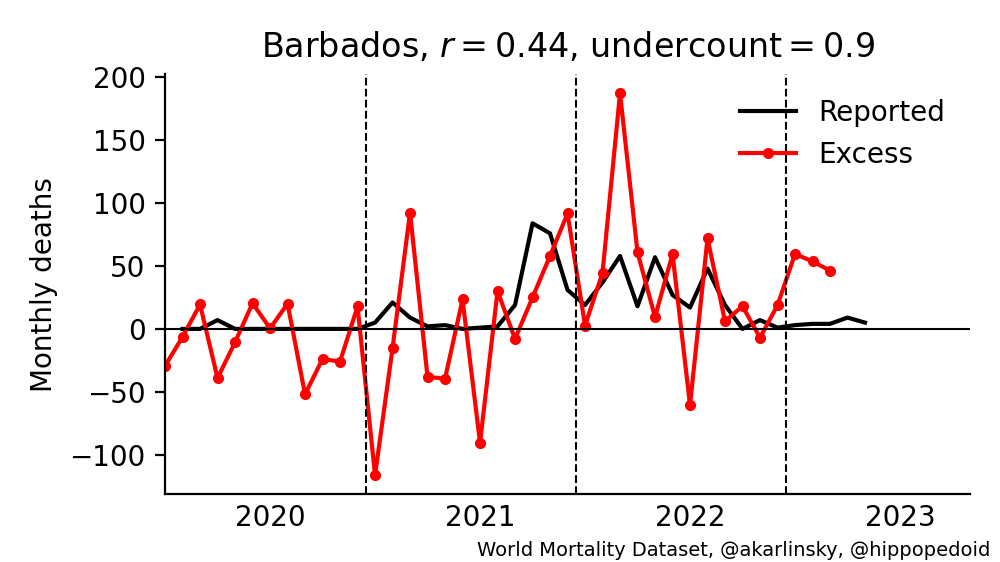 Barbados, r = 0.44, undercount = 0.9
200
150
100
50
0
−50
−100
Monthly deaths
Reported
Excess
2020 2021 2022 2023
World Mortality Dataset, @akarlinsky, @hippopedoid